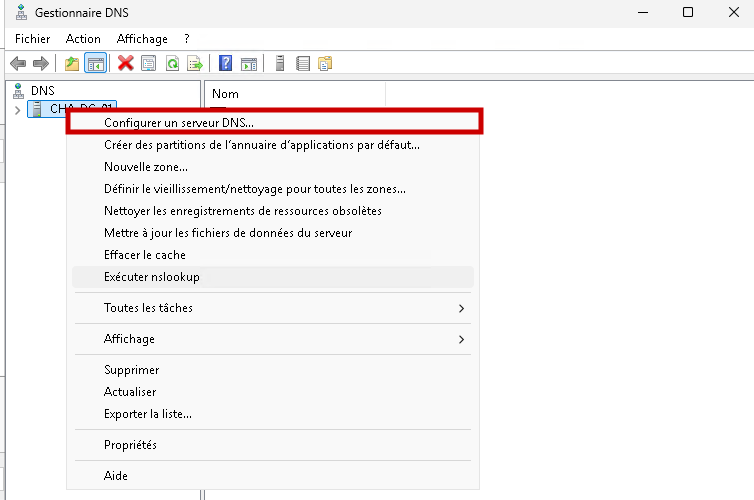 Gestionnaire DNS
Fichier Action Affichage ?
DNS
Nom
CHA-DC-01
Configurer un serveur DNS...
Créer des partitions de l'annuaire d'applications par défaut...
Nouvelle zone...
Définir le vieillissement/nettoyage pour toutes les zones...
Nettoyer les enregistrements de ressources obsolètes
Mettre à jour les fichiers de données du serveur
Effacer le cache
Exécuter nslookup
Toutes les tâches
Affichage
Supprimer
Actualiser
Exporter la liste...
Propriétés
Aide